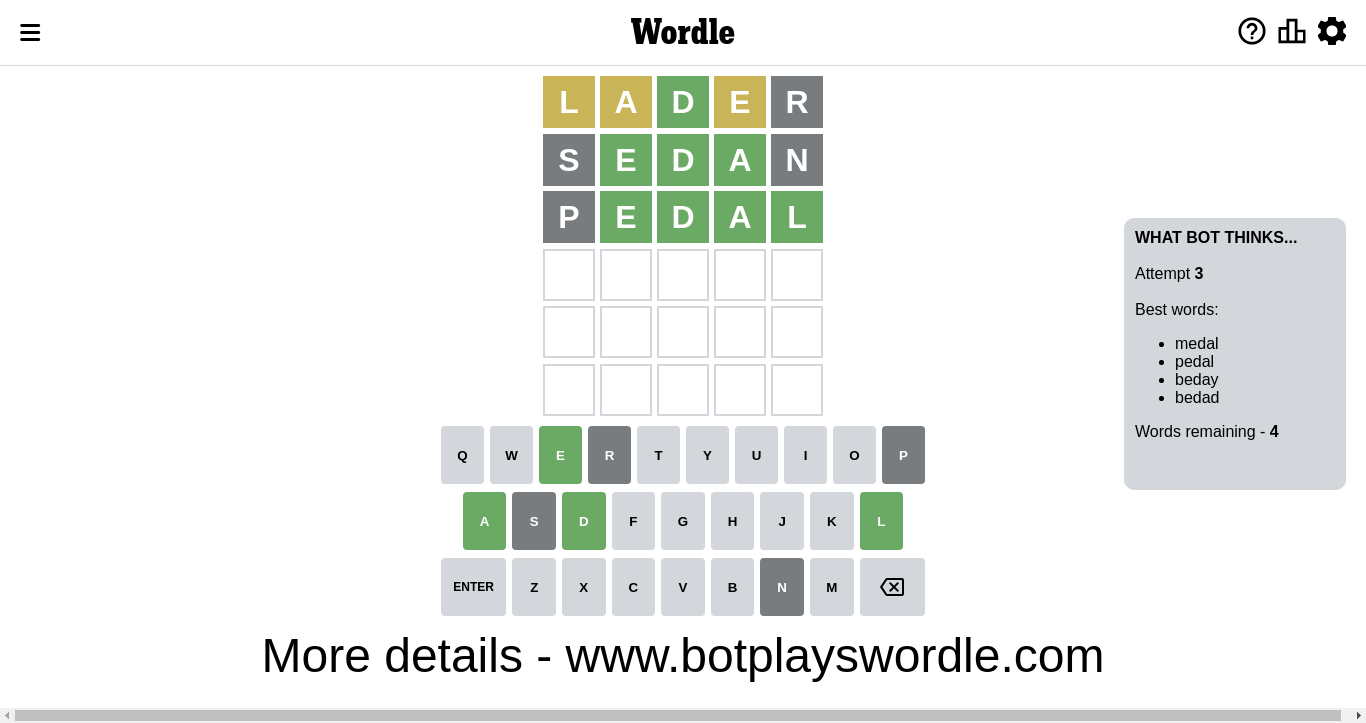 Wordle
L A D E R
S E D A N
P E D A L
WHAT BOT THINKS...
Attempt 3
Best words:
medal
pedal
beday
bedad
Words remaining - 4
Q W E R T Y U I O P
A S D F G H J K L
ENTER Z X C V B N M
More details - www.botplayswordle.com